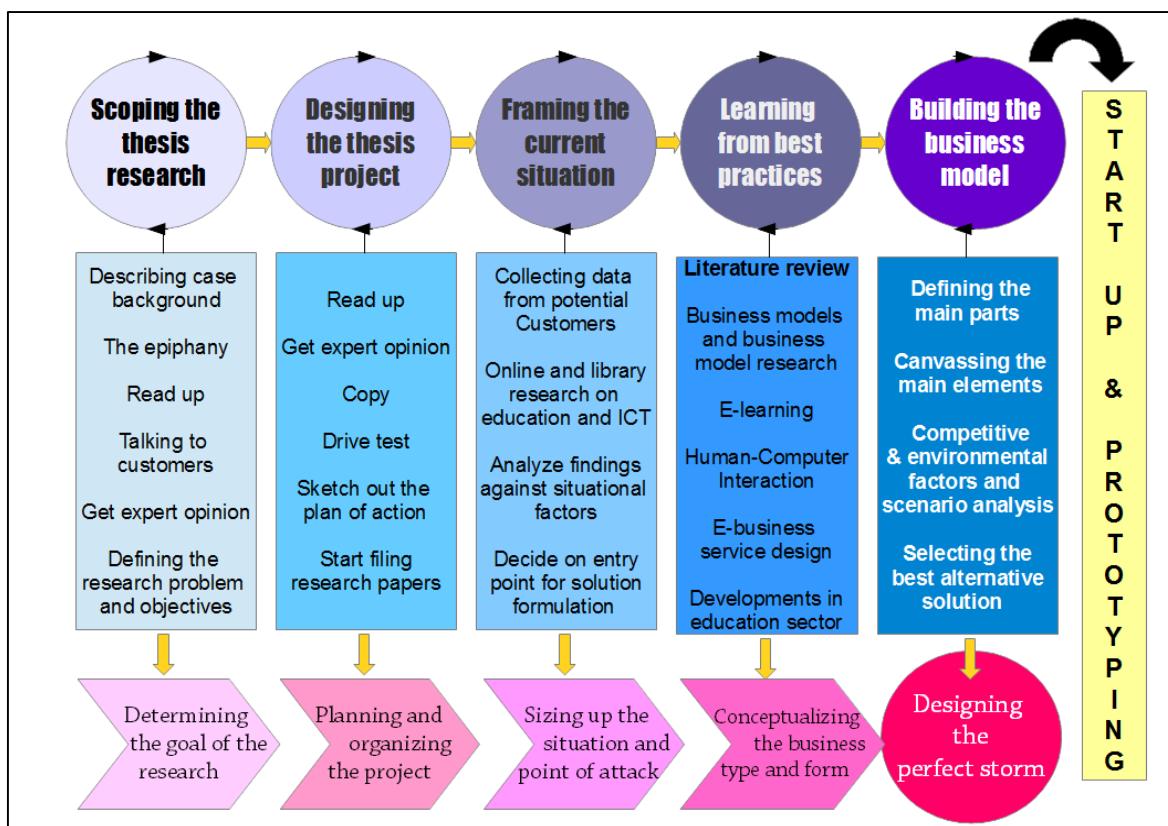 Scoping the
thesis
research
Designing
the thesis
project
Framing the
current
situation
Learning
from best
practices
Building the
business
model
START UP & PROTOTYPING
Describing case
background
The epiphany
Read up
Talking to
customers
Get expert opinion
Defining the
research problem
and objectives
Read up
Get expert opinion
Copy
Drive test
Sketch out the
plan of action
Start filing
research papers
Collecting data
from potential
Customers
Online and library
research on
education and ICT
Analyze findings
against situational
factors
Decide on entry
point for solution
formulation
Literature review
Business models
and business
model research
E-learning
Human-Computer
Interaction
E-business
service design
Developments in
education sector
Defining the
main parts
Canvassing the
main elements
Competitive
& environmental
factors and
scenario analysis
Selecting the
best alternative
solution
Determining
the goal of the
research
Planning and
organizing
the project
Sizing up the
situation and
point of attack
Conceptualizing
the business
type and form
Designing
the
perfect storm